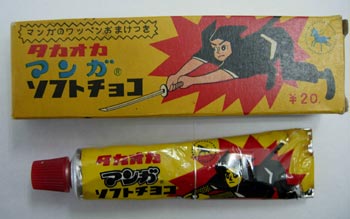 マンガのワッペンおまけつき
タカオカ
マンガ®
ソフトチョコ
¥20
タカオカ
マンガ
ソフトチョコ